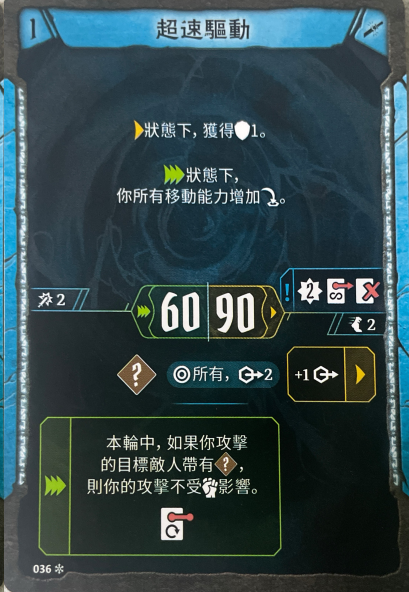 1 超速驅動
狀態下，獲得1。
狀態下，
你所有移動能力增加。
2 60 90 2 S
2
? 所有， 2 +1
本輪中，如果你攻擊
的目標敵人帶有?，
則你的攻擊不受影響。
036